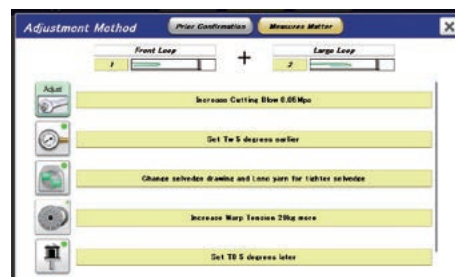 Adjustment Method
Prior Confirmation
Measures Matter
X
Front Loop
Large Loop
1
+
2
Adjust
Increase Cutting Blow 0.05Mpa
Set Tw 5 degrees earlier
Change selvedge drawing and Leno yarn for tighter selvedge
Increase Warp Tension 20kg more
Set TO 5 degrees later